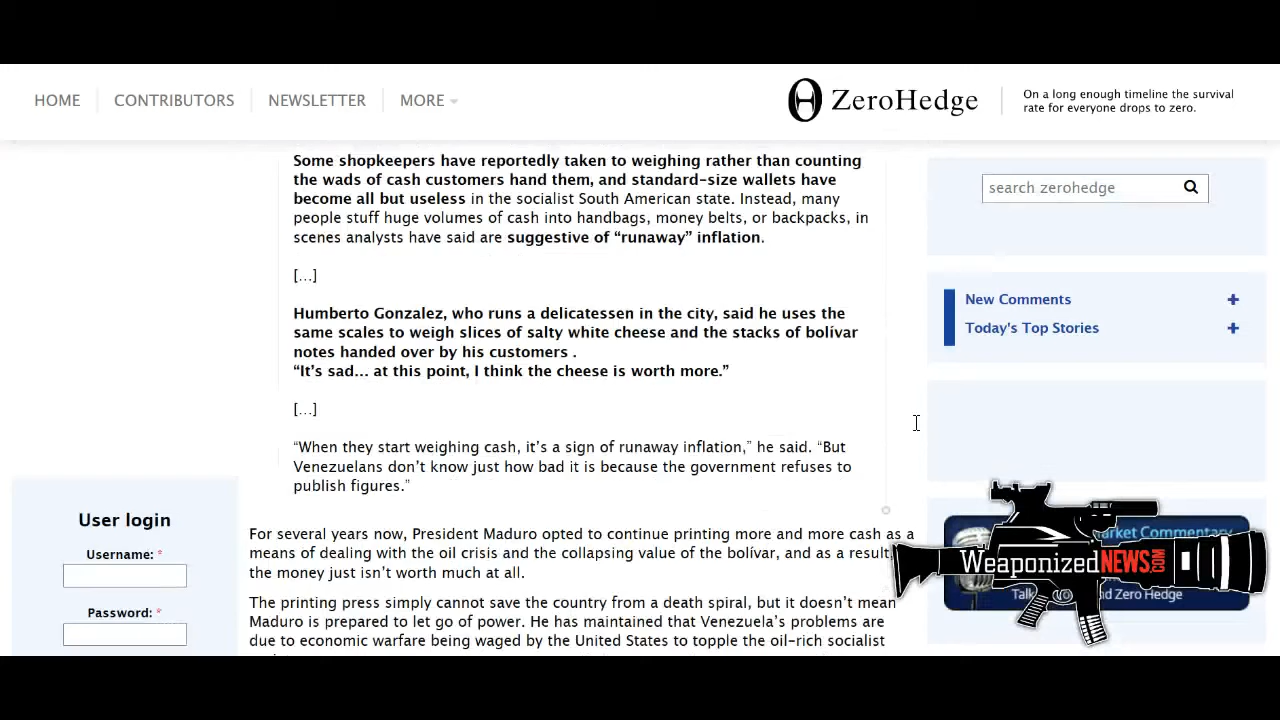 HOME
CONTRIBUTORS
NEWSLETTER
MORE
ZeroHedge
On a long enough timeline the survival
rate for everyone drops to zero.
Some shopkeepers have reportedly taken to weighing rather than counting
the wads of cash customers hand them, and standard-size wallets have
become all but useless in the socialist South American state. Instead, many
people stuff huge volumes of cash into handbags, money belts, or backpacks, in
scenes analysts have said are suggestive of “runaway” inflation.
[...]
Humberto Gonzalez, who runs a delicatessen in the city, said he uses the
same scales to weigh slices of salty white cheese and the stacks of bolívar
notes handed over by his customers .
“It’s sad... at this point, I think the cheese is worth more.”
[...]
“When they start weighing cash, it’s a sign of runaway inflation,” he said. “But
Venezuelans don’t know just how bad it is because the government refuses to
publish figures.”
For several years now, President Maduro opted to continue printing more and more cash as a
means of dealing with the oil crisis and the collapsing value of the bolívar, and as a result,
the money just isn’t worth much at all.
The printing press simply cannot save the country from a death spiral, but it doesn’t mean
Maduro is prepared to let go of power. He has maintained that Venezuela’s problems are
due to economic warfare being waged by the United States to topple the oil-rich socialist
search zerohedge
New Comments +
Today's Top Stories +
User login
Username: *
Password: *
Commentary
WeaponizedNEWS.COM
Zero Hedge